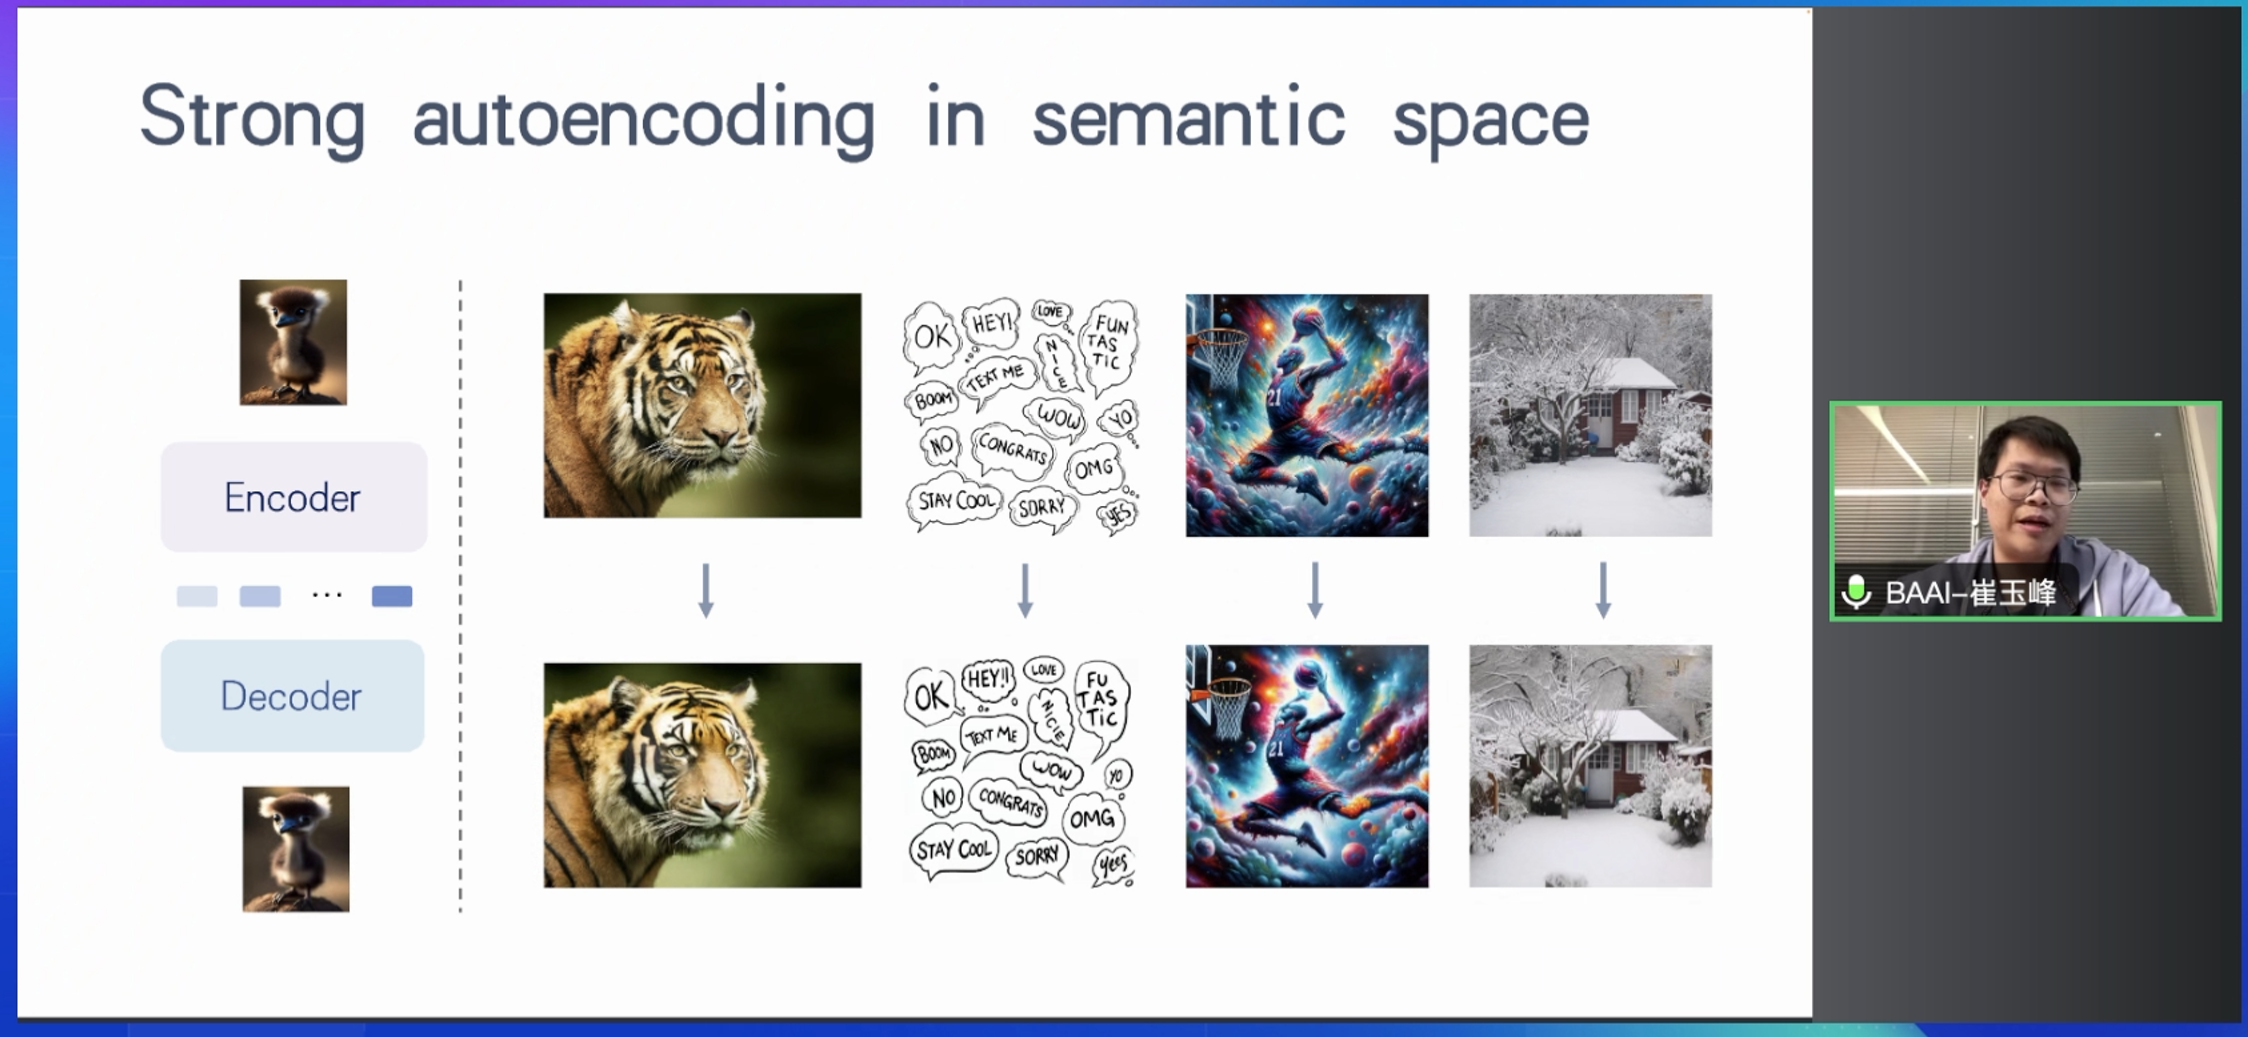 Strong autoencoding in semantic space
Encoder
...
Decoder
OK
HEY!
LOVE
FUN
TAS
TIC
NICE
TEXT ME
BOOM
WOW
YO
NO
CONGRATS
OMG
STAY COOL
SORRY
YES
21
OK
HEY!!
LOVE
FU
TAS
TiC
NICIE
TEXT ME
BOOM
WOW
YO
NO
CONGRATS
OMG
STAY COOL
SORRY
yees
21
BAAI-崔玉峰